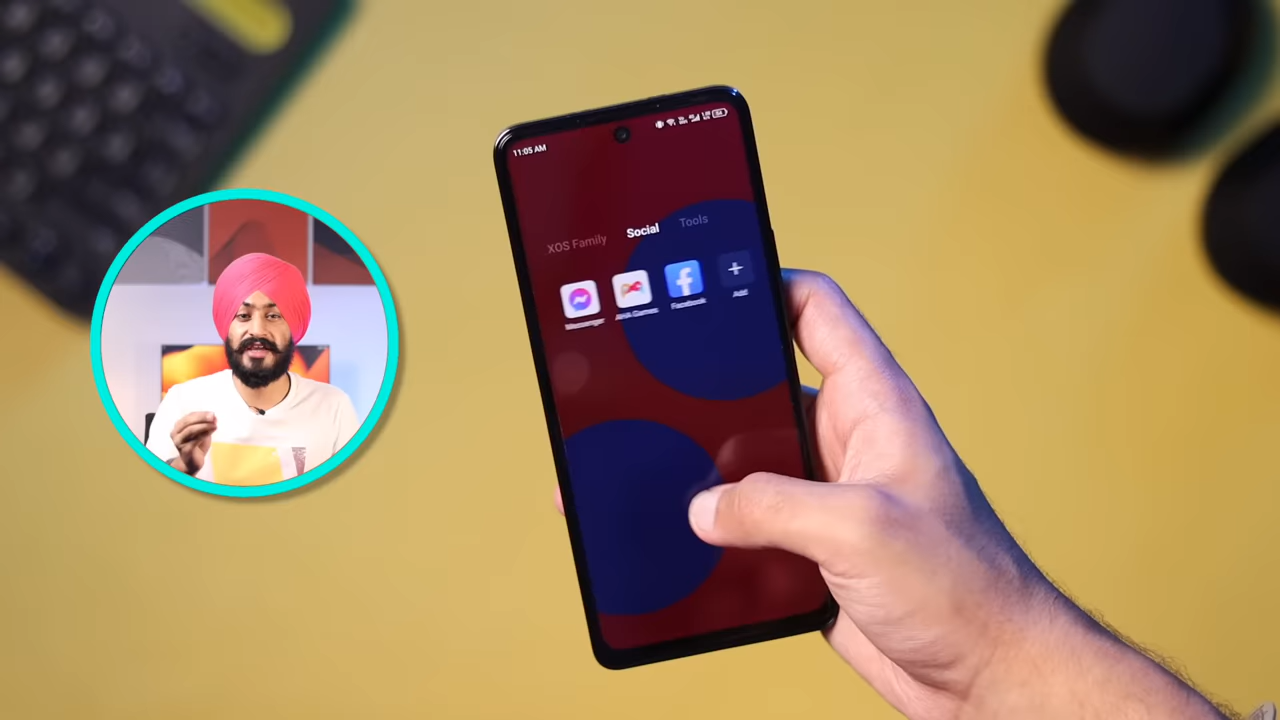 11:05 AM
XOS Family
Social
Tools
Messenger
AHA Games
Facebook
Add